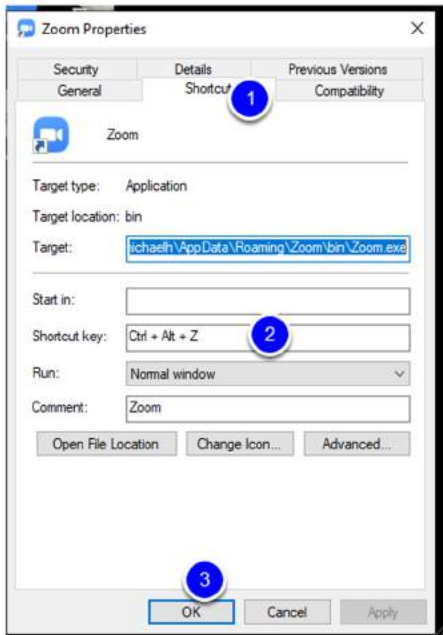 Zoom Properties
Security Details Previous Versions
General Shortcut Compatibility
1
Zoom
Target type: Application
Target location: bin
Target: ichaelh\AppData\Roaming\Zoom\bin\Zoom.exe
Start in:
Shortcut key: Ctrl + Alt + Z
2
Run: Normal window
Comment: Zoom
Open File Location Change Icon... Advanced...
3
OK Cancel Apply